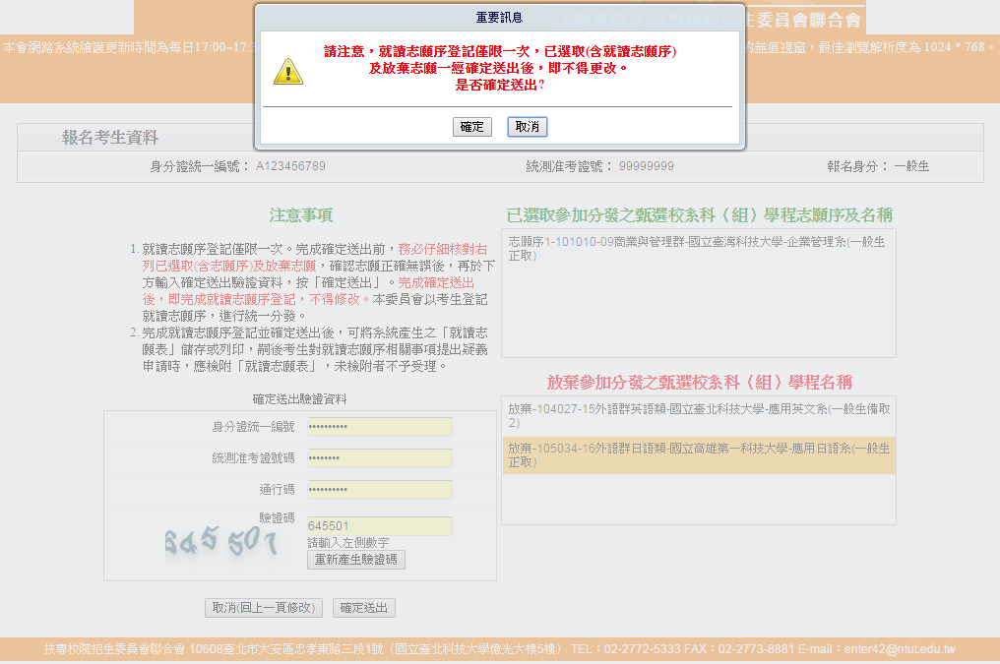 重要訊息
生委員會聯合會
本會網路系統維護更新時間為每日17:00~17:3
的無痕視窗，最佳瀏覽解析度為 1024 * 768。
請注意，就讀志願序登記僅限一次，已選取(含就讀志願序)
及放棄志願一經確定送出後，即不得更改。
是否確定送出?
確定 取消
報名考生資料
身分證統一編號： A123456789 統測准考證號： 99999999 報名身分： 一般生
注意事項
1. 就讀志願序登記僅限一次。完成確定送出前，務必仔細核對右
列已選取(含志願序)及放棄志願，確認志願正確無誤後，再於下
方輸入確定送出驗證資料，按「確定送出」。完成確定送出
後，即完成就讀志願序登記，不得修改。本委員會以考生登記
就讀志願序，進行統一分發。
2. 完成就讀志願序登記並確定送出後，可將系統產生之「就讀志
願表」儲存或列印，嗣後考生對就讀志願序相關事項提出疑義
申請時，應檢附「就讀志願表」，未檢附者不予受理。
確定送出驗證資料
身分證統一編號 ••••••••••
統測准考證號碼 ••••••••
通行碼 ••••••••••
驗證碼
645501
645501
請輸入左側數字
重新產生驗證碼
取消(回上一頁修改) 確定送出
已選取參加分發之甄選校系科（組）學程志願序及名稱
志願序1-101010-09商業與管理群-國立臺灣科技大學-企業管理系(一般生
正取)
放棄參加分發之甄選校系科（組）學程名稱
放棄-104027-15外語群英語類-國立臺北科技大學-應用英文系(一般生備取
2)
放棄-105034-16外語群日語類-國立高雄第一科技大學-應用日語系(一般生
正取)
技專校院招生委員會聯合會 10608臺北市大安區忠孝東路三段1號（國立臺北科技大學億光大樓5樓） TEL：02-2772-5333 FAX：02-2773-8881 E-mail：enter42@ntut.edu.tw